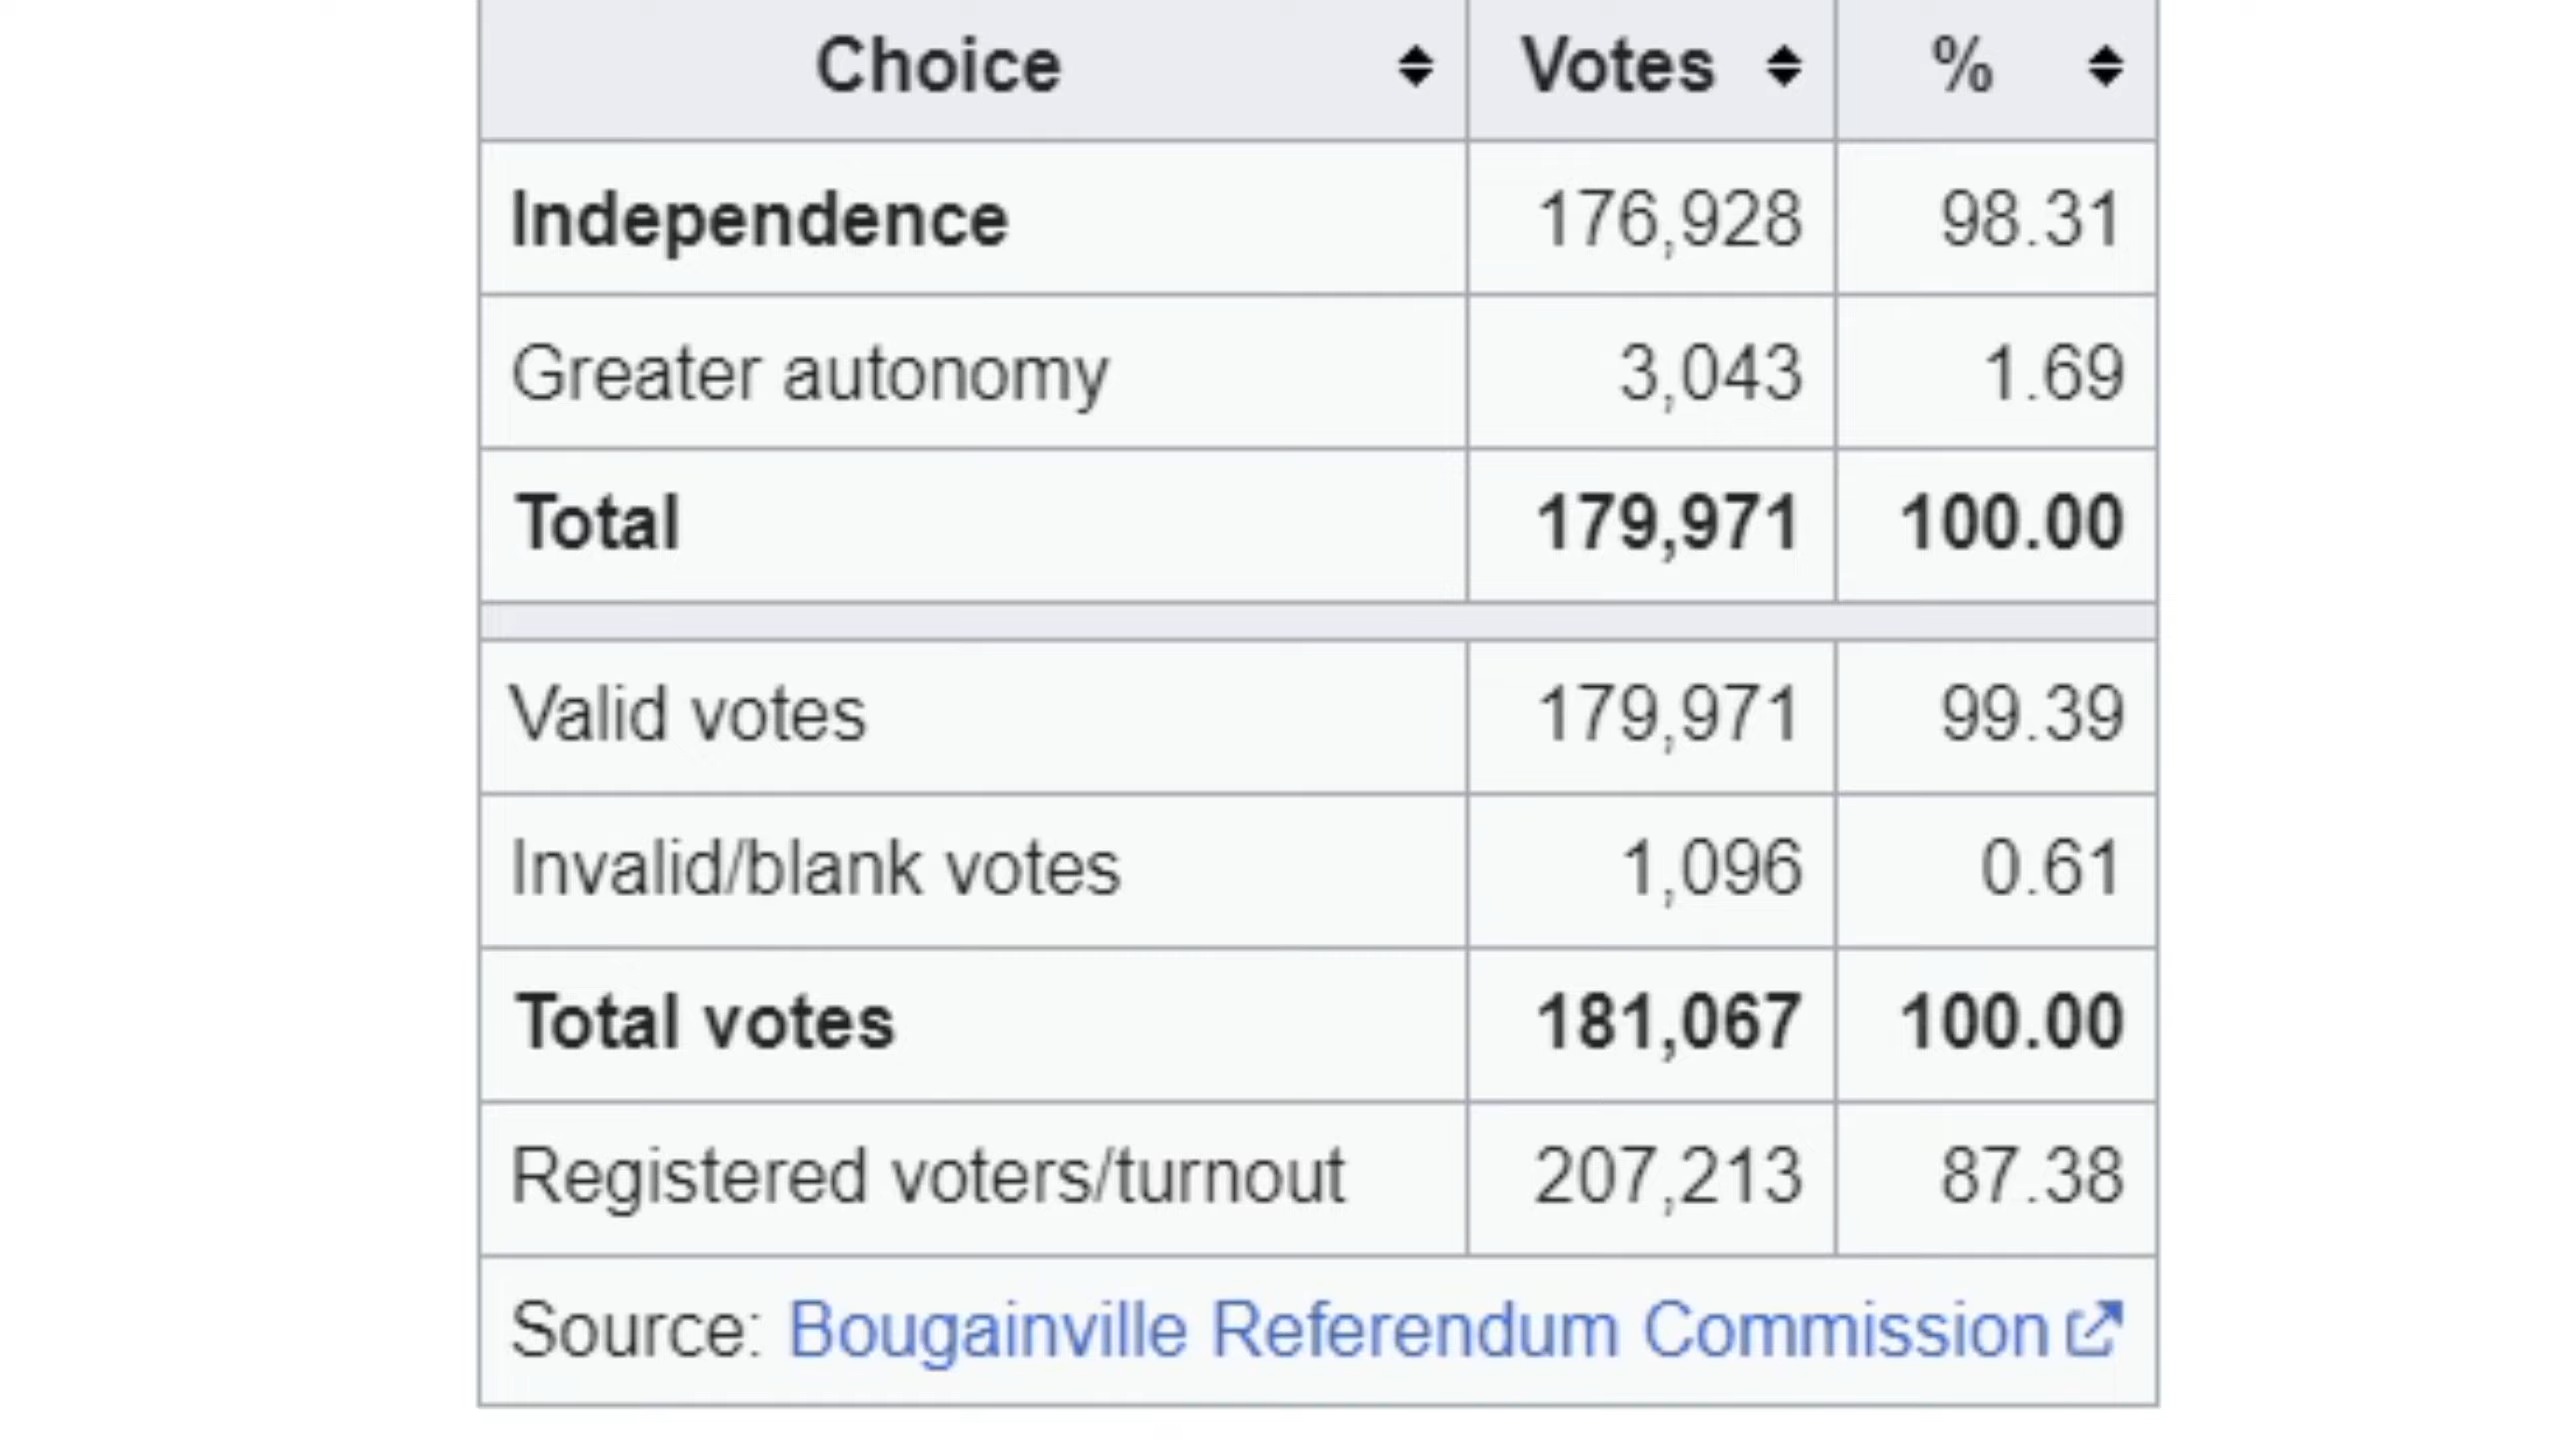 Choice Votes %
Independence 176,928 98.31
Greater autonomy 3,043 1.69
Total 179,971 100.00
Valid votes 179,971 99.39
Invalid/blank votes 1,096 0.61
Total votes 181,067 100.00
Registered voters/turnout 207,213 87.38
Source: Bougainville Referendum Commission